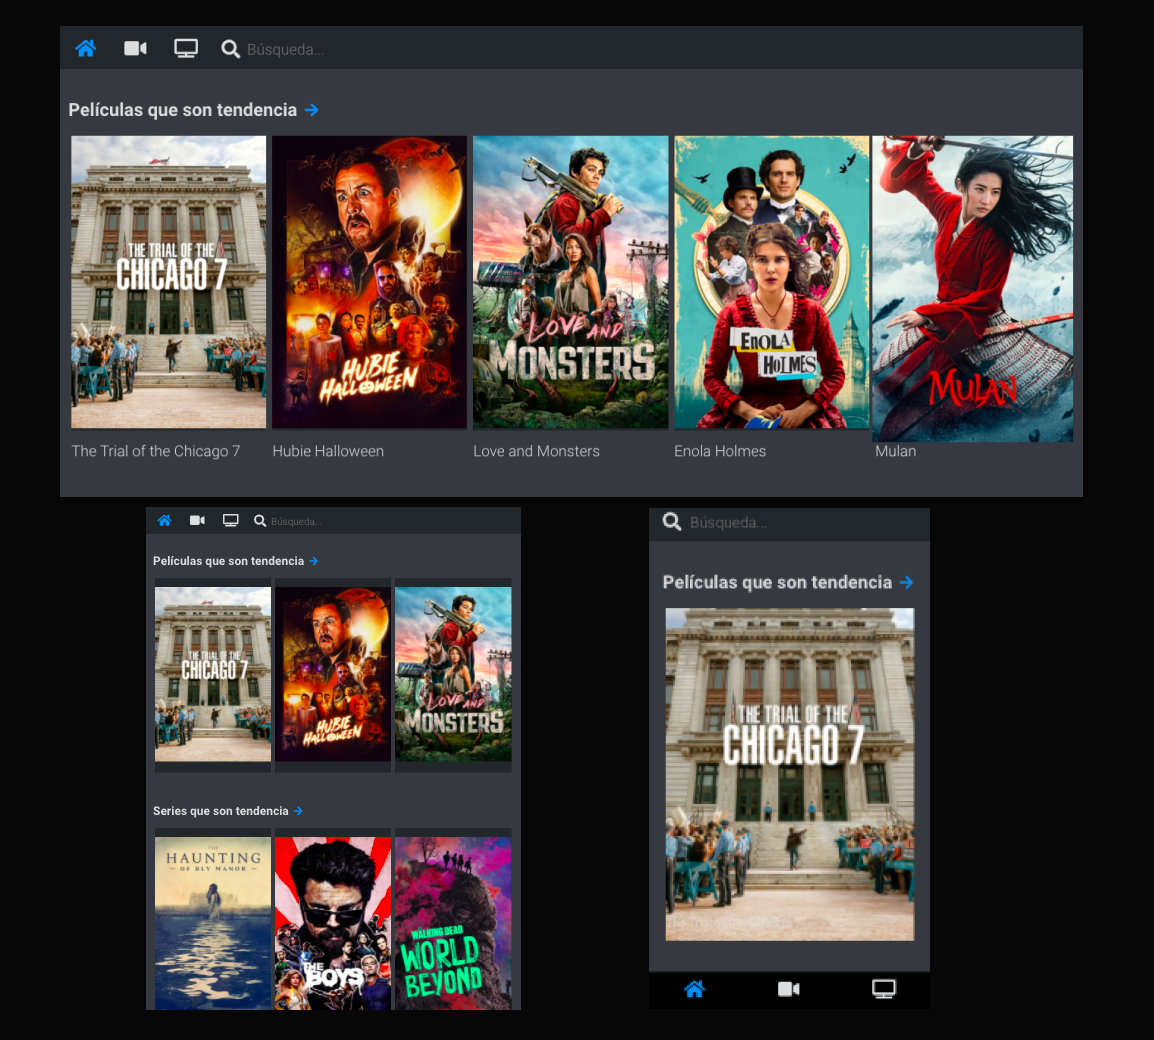 Búsqueda...
Películas que son tendencia
THE TRIAL OF THE
CHICAGO 7
HUBIE
HALLOWEEN
LOVE AND
MONSTERS
ENOLA
HOLMES
MULAN
The Trial of the Chicago 7
Hubie Halloween
Love and Monsters
Enola Holmes
Mulan
Búsqueda...
Películas que son tendencia
THE TRIAL OF THE
CHICAGO 7
HUBIE
HALLOWEEN
LOVE AND
MONSTERS
Series que son tendencia
THE
HAUNTING
OF BLY MANOR
THE
BOYS
THE
WALKING DEAD
WORLD
BEYOND
Búsqueda...
Películas que son tendencia
THE TRIAL OF THE
CHICAGO 7